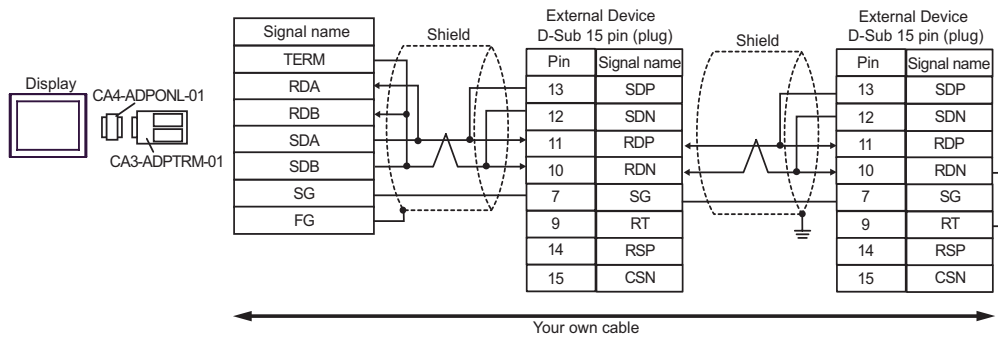 Display
CA4-ADPONL-01
CA3-ADPTRM-01
Signal name
TERM
RDA
RDB
SDA
SDB
SG
FG
Shield
External Device
D-Sub 15 pin (plug)
Pin Signal name
13 SDP
12 SDN
11 RDP
10 RDN
7 SG
9 RT
14 RSP
15 CSN
Shield
External Device
D-Sub 15 pin (plug)
Pin Signal name
13 SDP
12 SDN
11 RDP
10 RDN
7 SG
9 RT
14 RSP
15 CSN
Your own cable